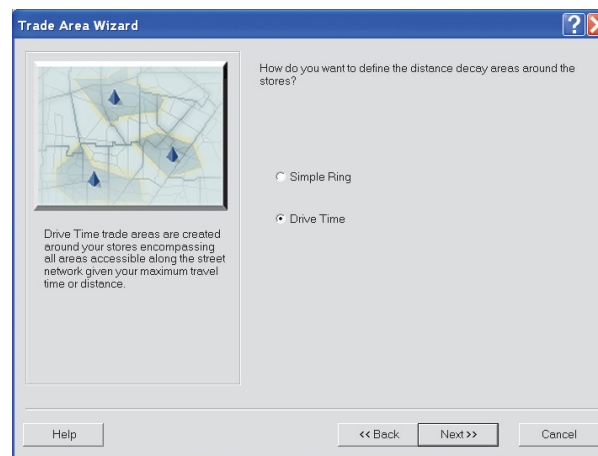 Trade Area Wizard
?
How do you want to define the distance decay areas around the
stores?
Simple Ring
Drive Time
Drive Time trade areas are created
around your stores encompassing
all areas accessible along the street
network given your maximum travel
time or distance.
Help
<< Back
Next >>
Cancel